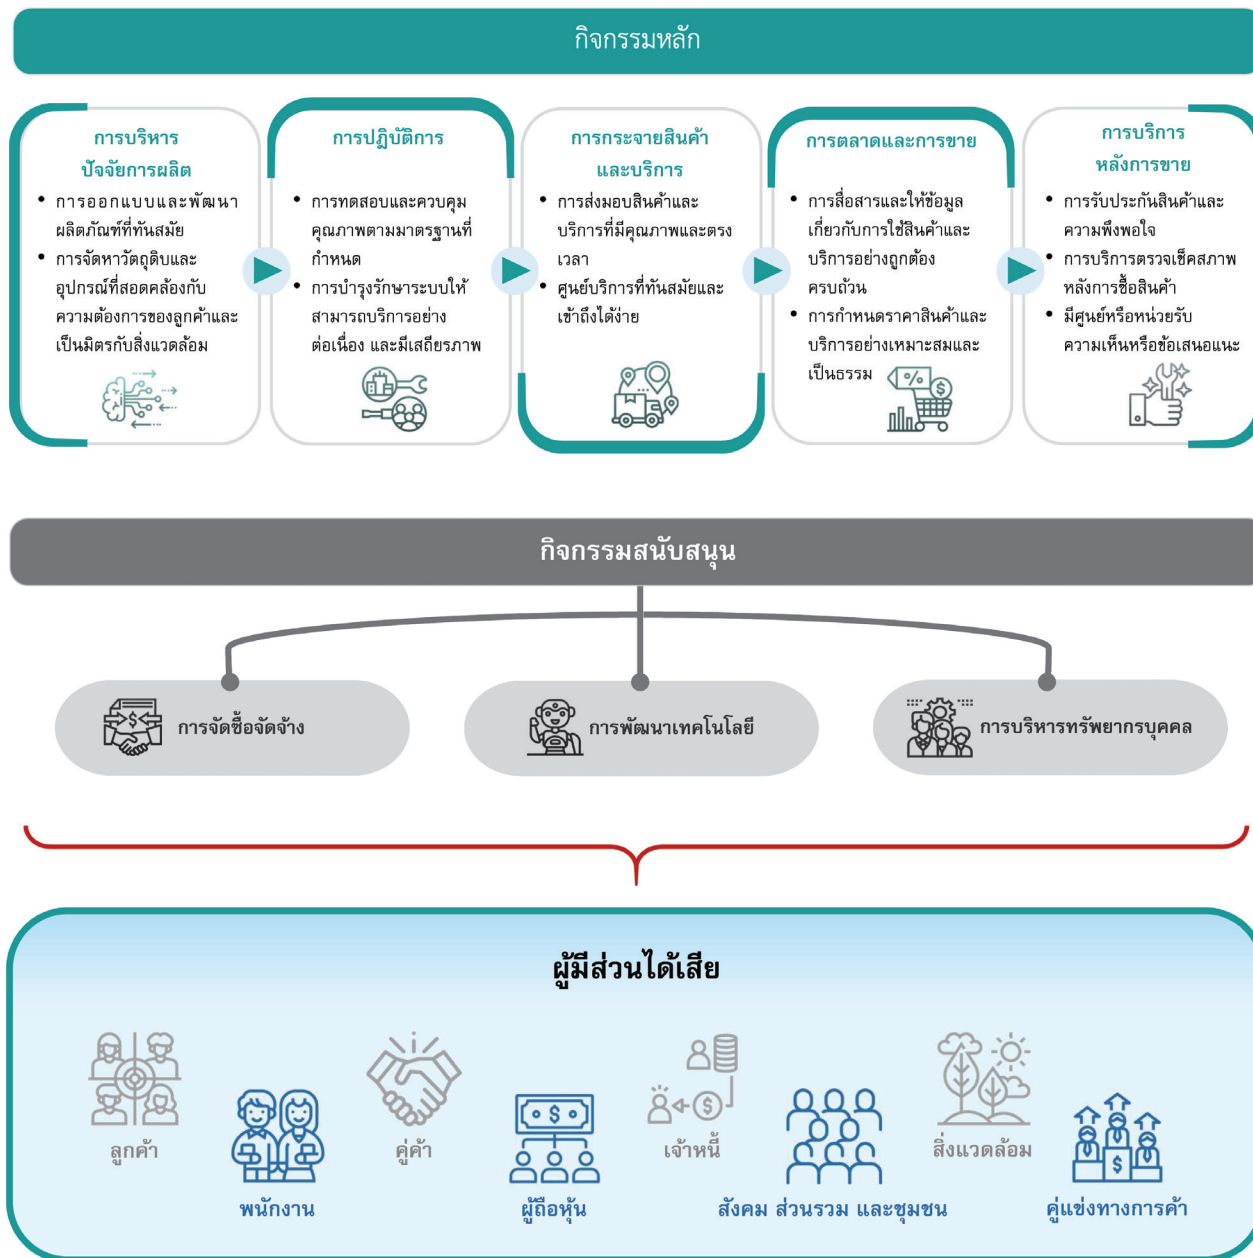 กิจกรรมหลัก
การบริหาร
ปัจจัยการผลิต
• การออกแบบและพัฒนา
ผลิตภัณฑ์ที่ทันสมัย
• การจัดหาวัตถุดิบและ
อุปกรณ์ที่สอดคล้องกับ
ความต้องการของลูกค้าและ
เป็นมิตรกับสิ่งแวดล้อม
การปฏิบัติการ
• การทดสอบและควบคุม
คุณภาพตามมาตรฐานที่
กำหนด
• การบำรุงรักษาระบบให้
สามารถบริการอย่าง
ต่อเนื่อง และมีเสถียรภาพ
การกระจายสินค้า
และบริการ
• การส่งมอบสินค้าและ
บริการที่มีคุณภาพและตรง
เวลา
• ศูนย์บริการที่ทันสมัยและ
เข้าถึงได้ง่าย
การตลาดและการขาย
• การสื่อสารและให้ข้อมูล
เกี่ยวกับการใช้สินค้าและ
บริการอย่างถูกต้อง
ครบถ้วน
• การกำหนดราคาสินค้าและ
บริการอย่างเหมาะสมและ
เป็นธรรม
การบริการ
หลังการขาย
• การรับประกันสินค้าและ
ความพึงพอใจ
• การบริการตรวจเช็คสภาพ
หลังการซื้อสินค้า
• มีศูนย์หรือหน่วยรับ
ความเห็นหรือข้อเสนอแนะ
กิจกรรมสนับสนุน
การจัดซื้อจัดจ้าง
การพัฒนาเทคโนโลยี
การบริหารทรัพยากรบุคคล
ผู้มีส่วนได้เสีย
ลูกค้า
พนักงาน
คู่ค้า
ผู้ถือหุ้น
เจ้าหนี้
สังคม ส่วนรวม และชุมชน
สิ่งแวดล้อม
คู่แข่งทางการค้า